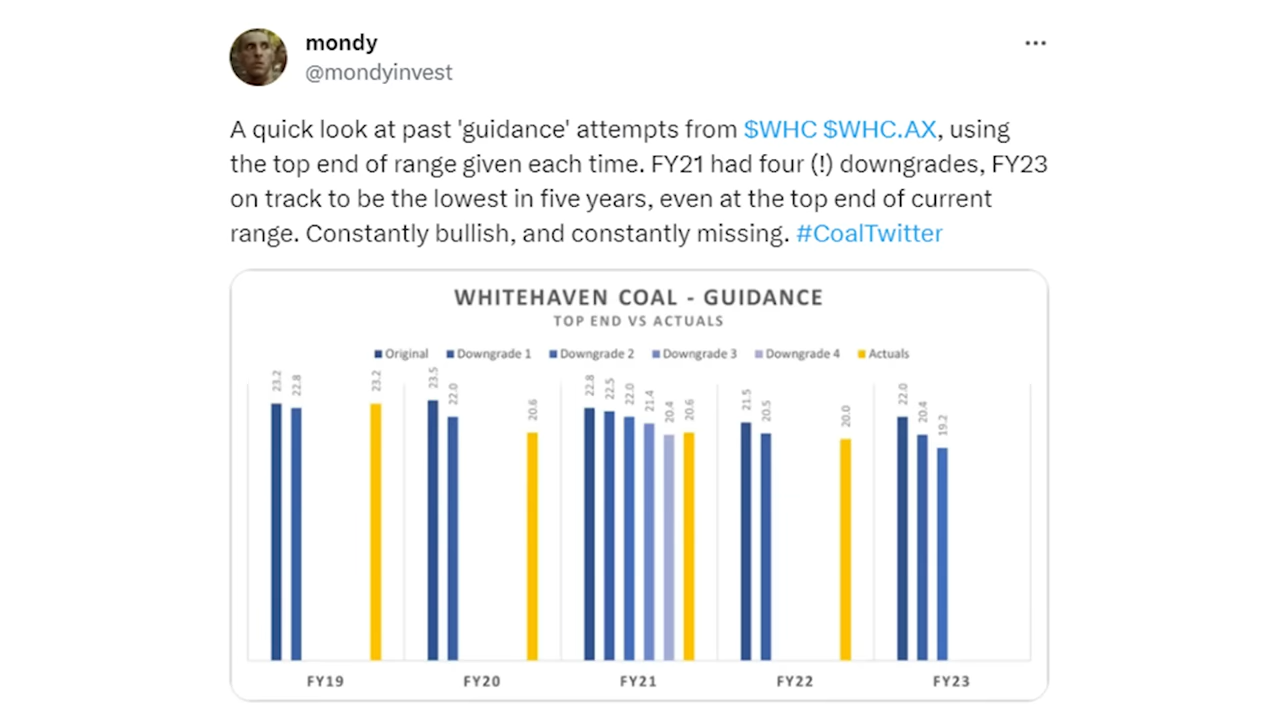 mondy
@mondyinvest
A quick look at past 'guidance' attempts from $WHC $WHC.AX, using
the top end of range given each time. FY21 had four (!) downgrades, FY23
on track to be the lowest in five years, even at the top end of current
range. Constantly bullish, and constantly missing. #CoalTwitter
WHITEHAVEN COAL - GUIDANCE
TOP END VS ACTUALS
Original Downgrade 1 Downgrade 2 Downgrade 3 Downgrade 4 Actuals
23.2 22.8 23.2 23.5 22.0 20.6 22.8 22.5 22.0 21.4 20.4 20.6 21.5 20.5 20.0 22.0 20.4 19.2
FY19 FY20 FY21 FY22 FY23